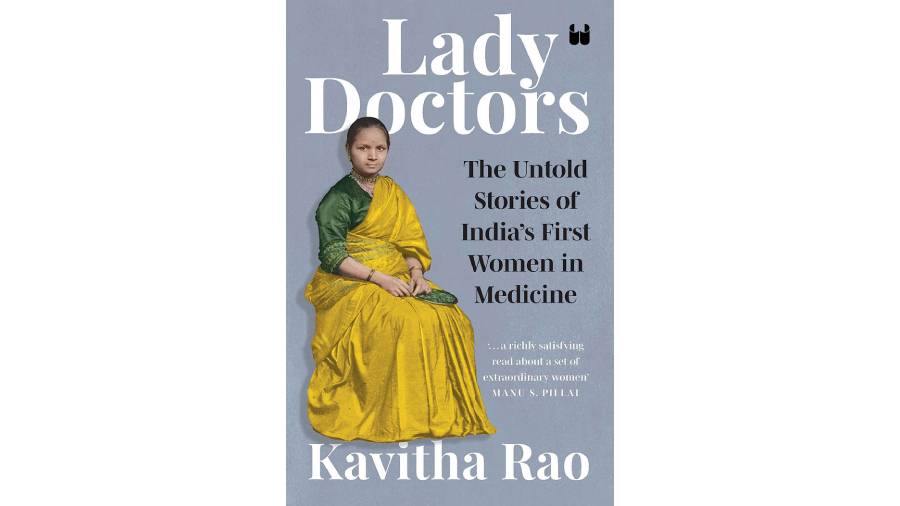 Lady
Doctors
The Untold
Stories of
India’s First
Women in
Medicine
‘...a richly satisfying
read about a set of
extraordinary women’
MANU S. PILLAI
Kavitha Rao